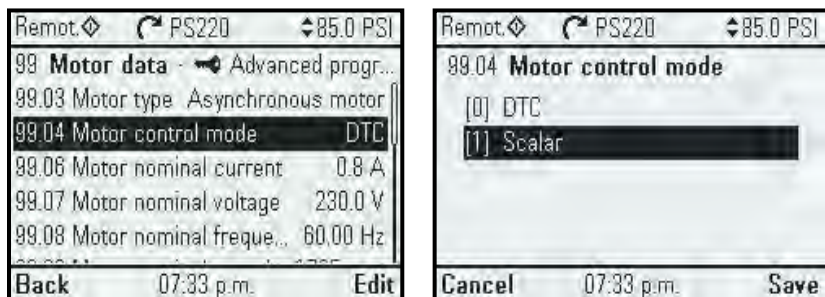 Remot. PS220 85.0 PSI
99 Motor data - Advanced progr...
99.03 Motor type Asynchronous motor
99.04 Motor control mode DTC
99.06 Motor nominal current 0.8 A
99.07 Motor nominal voltage 230.0 V
99.08 Motor nominal freque... 60.00 Hz
Back 07:33 p.m. Edit
Remot. PS220 85.0 PSI
99.04 Motor control mode
[0] DTC
[1] Scalar
Cancel 07:33 p.m. Save